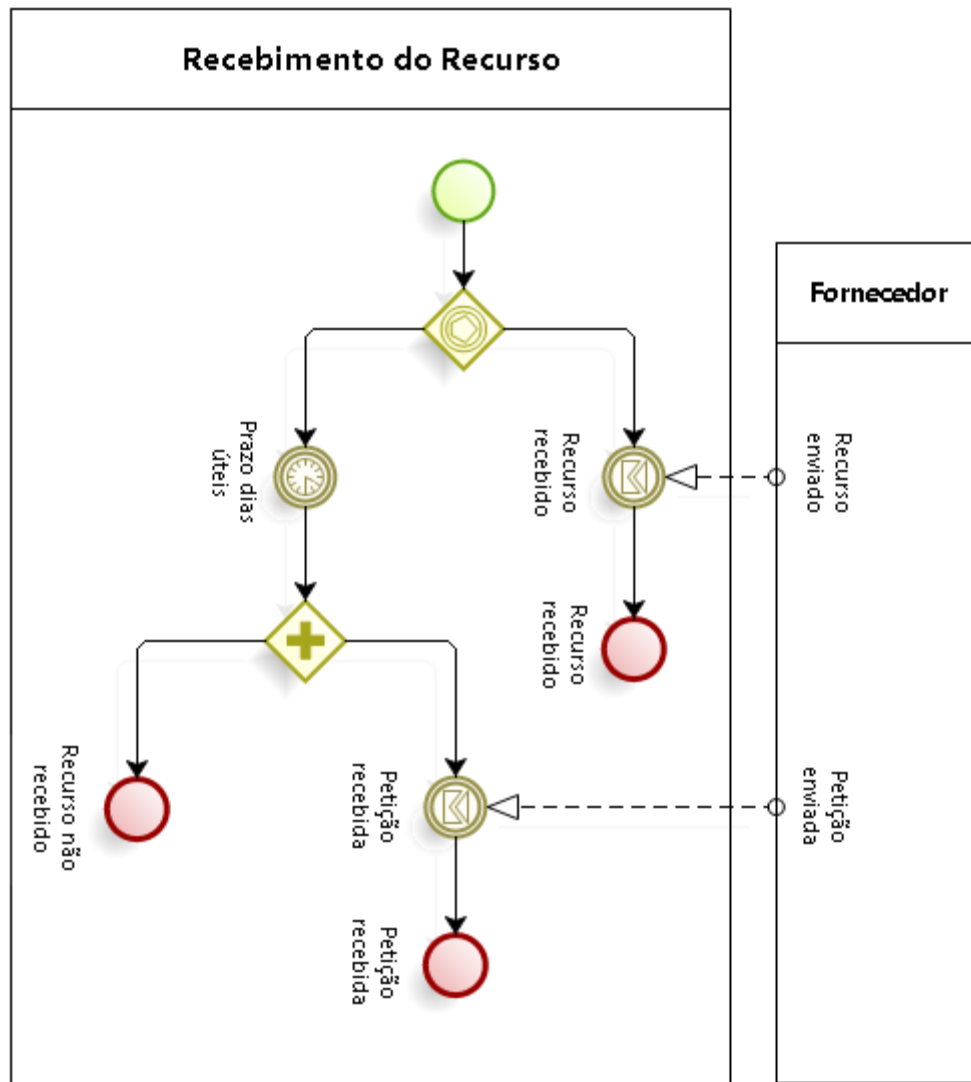 Recebimento do Recurso
Fornecedor
Prazo dias
úteis
Recurso
recebido
Recurso
enviado
Recurso
recebido
Recurso não
recebido
Petição
recebida
Petição
enviada
Petição
recebida